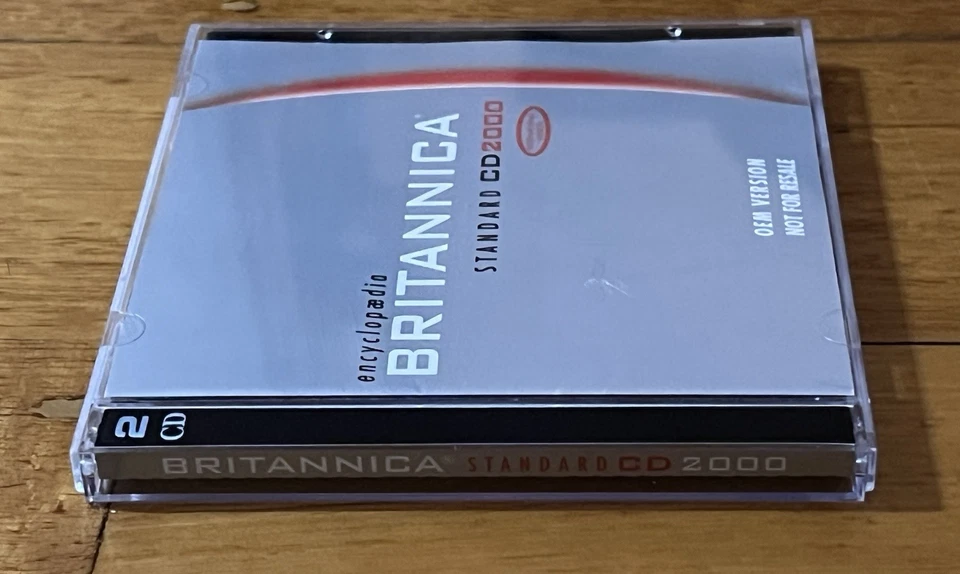 encyclopædia
BRITANNICA®
STANDARD CD2000
OEM VERSION
NOT FOR RESALE
2
CD
BRITANNICA® STANDARD CD 2000